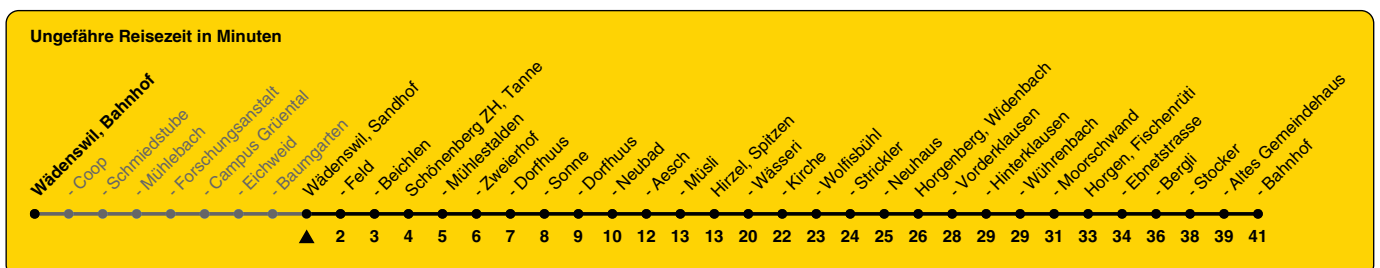 Ungefähre Reisezeit in Minuten
Wädenswil, Bahnhof
- Coop
- Schmiedstube
- Mühlebach
- Forschungsanstalt
- Campus Grüental
- Eichweid
- Baumgarten
Wädenswil, Sandhof
- Feld
- Beichlen
Schönenberg ZH, Tanne
- Mühlestalden
- Zweierhof
- Dorfhuus
- Sonne
- Dorfhuus
- Neubad
- Aesch
- Müsli
Hirzel, Spitzen
- Wässeri
- Kirche
- Wolfisbühl
- Strickler
- Neuhaus
Horgenberg, Widenbach
- Vorderklausen
- Hinterklausen
- Wührenbach
- Moorschwand
Horgen, Fischenrüti
- Ebnetstrasse
- Bergli
- Stocker
- Altes Gemeindehaus
- Bahnhof
2 3 4 5 6 7 8 9 10 12 13 13 20 22 23 24 25 26 28 29 29 31 33 34 36 38 39 41